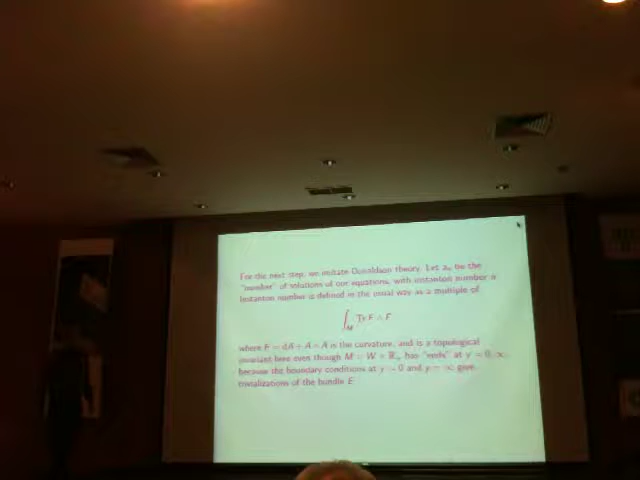 For the next step, we imitate Donaldson theory. Let aₙ be the
"number" of solutions of our equations, with instanton number n
Instanton number is defined in the usual way as a multiple of
∫_M Tr F ∧ F
where F = dA + A ∧ A is the curvature, and is a topological
invariant here even though M = W × ℝ₊ has "ends" at y = 0, ∞
because the boundary conditions at y = 0 and y = ∞ give
trivializations of the bundle E